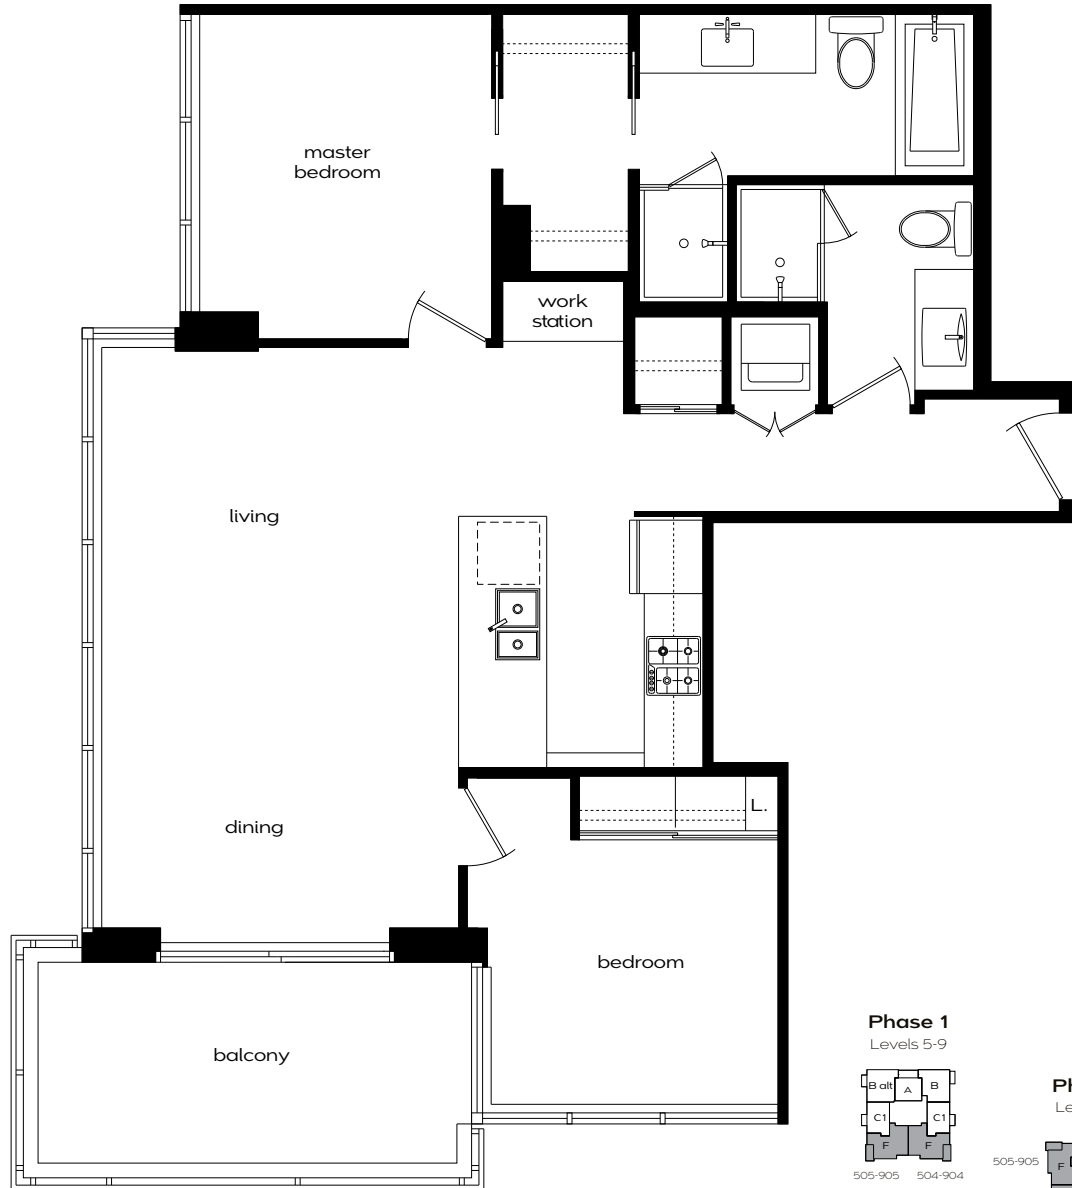 master
bedroom
work
station
living
dining
L.
bedroom
balcony
Phase 1
Levels 5-9
B alt
A
B
C1
C1
F
F
505-905
504-904
505-905
F